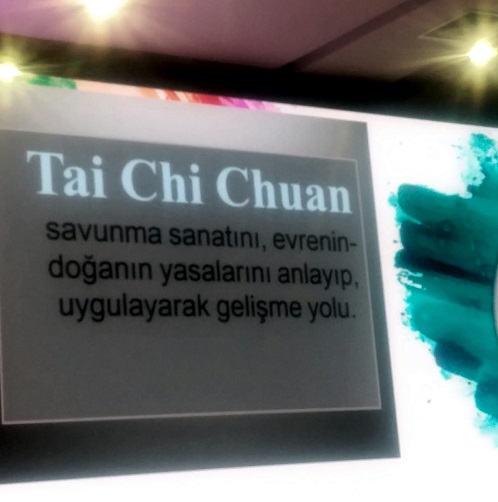 Tai Chi Chuan
savunma sanatını, evrenin-
doğanın yasalarını anlayıp,
uygulayarak gelişme yolu.